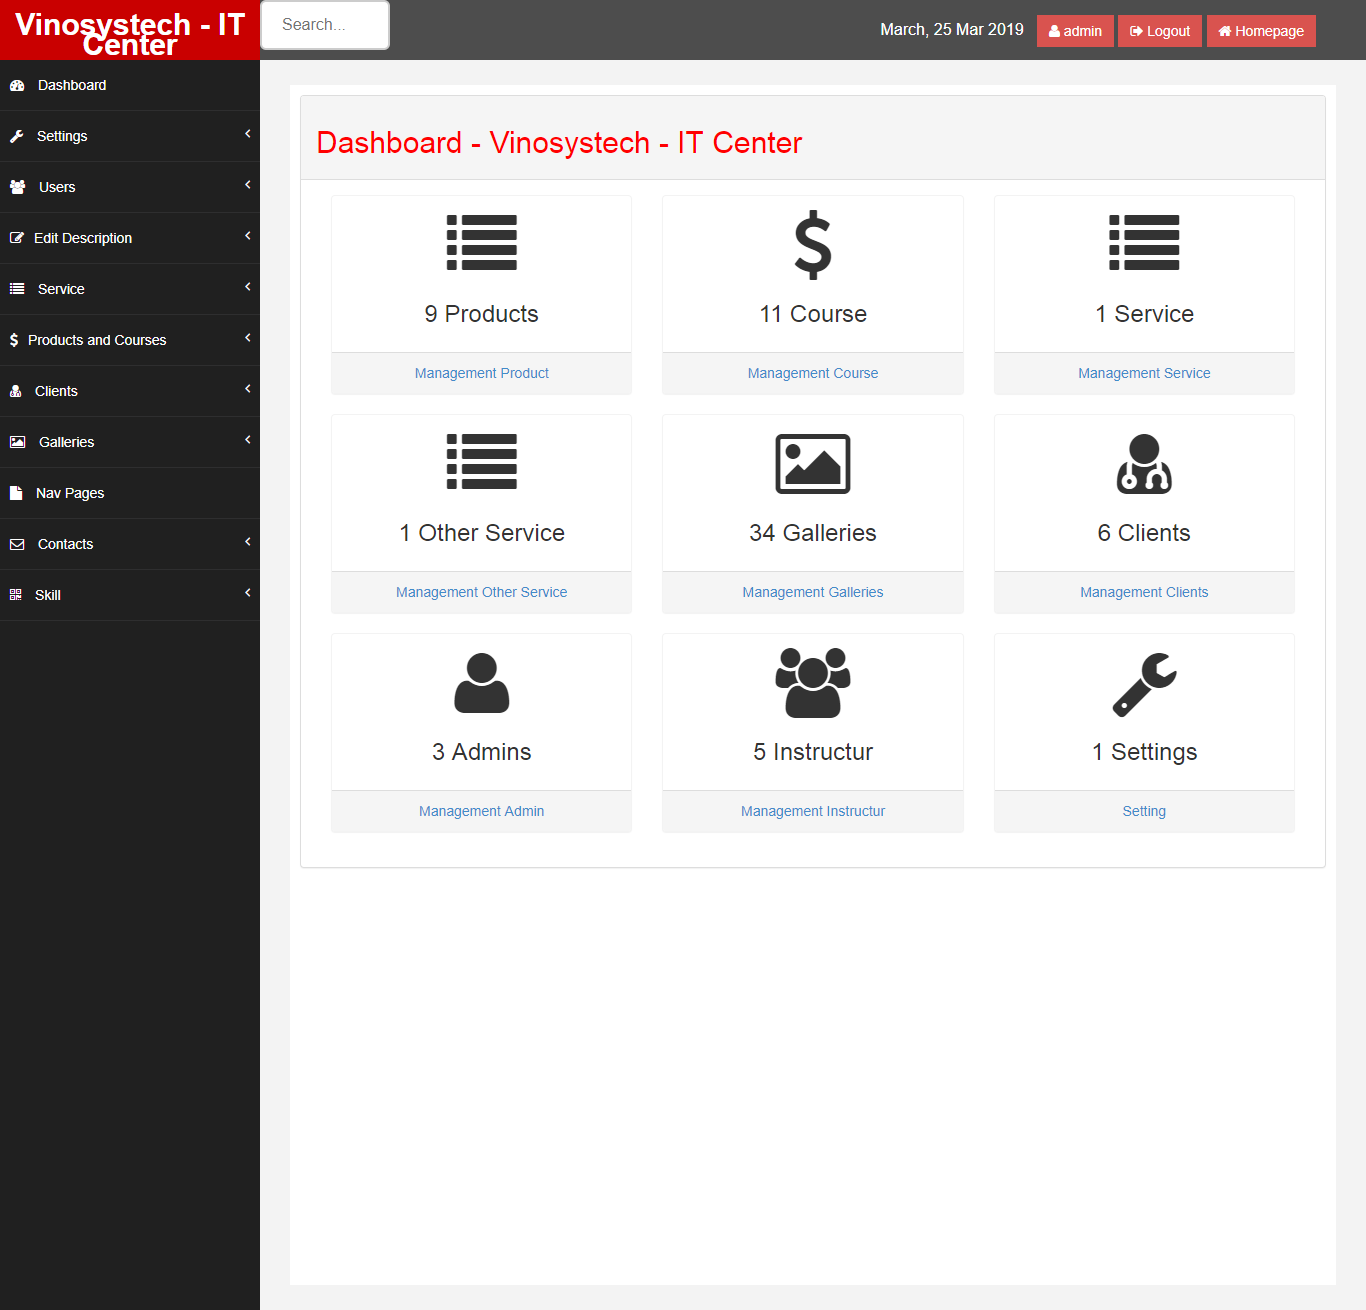 Vinosystech - IT
Center
Search...
March, 25 Mar 2019
admin
Logout
Homepage
Dashboard
Settings
Users
Edit Description
Service
Products and Courses
Clients
Galleries
Nav Pages
Contacts
Skill
Dashboard - Vinosystech - IT Center
9 Products
Management Product
11 Course
Management Course
1 Service
Management Service
1 Other Service
Management Other Service
34 Galleries
Management Galleries
6 Clients
Management Clients
3 Admins
Management Admin
5 Instructur
Management Instructur
1 Settings
Setting